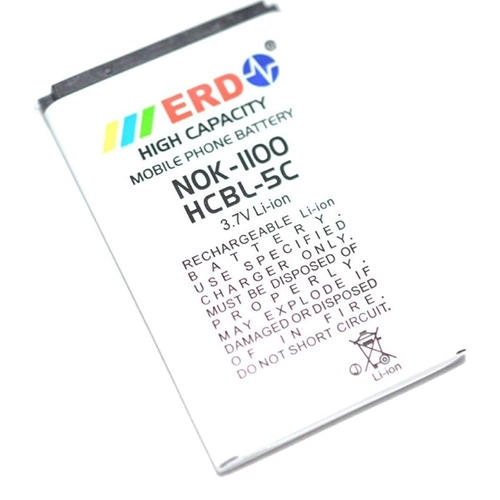 ERD ®
HIGH CAPACITY
MOBILE PHONE BATTERY
NOK-1100
HCBL-5C
3.7V Li-ion
RECHARGEABLE Li-ion
BATTERY.
USE SPECIFIED
CHARGER ONLY.
MUST BE DISPOSED OF
PROPERLY.
MAY EXPLODE IF
DAMAGED OR DISPOSED
OF IN FIRE.
DO NOT SHORT CIRCUIT.
Li-ion